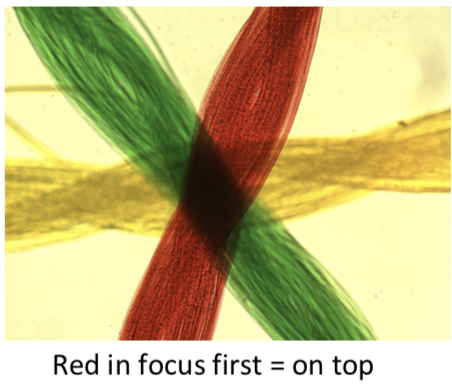 Red in focus first = on top